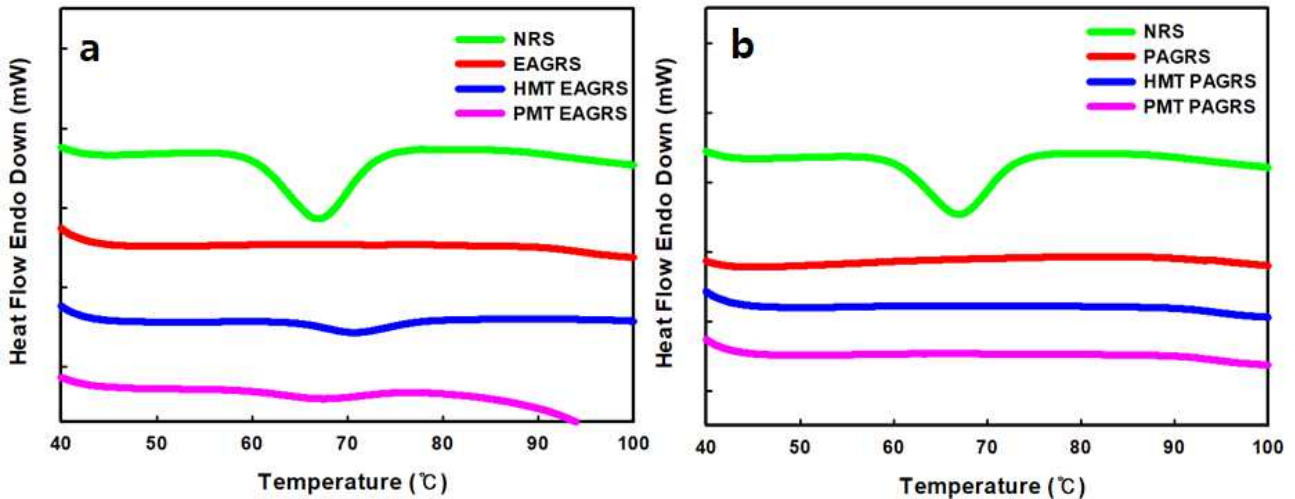 a
NRS
EAGRS
HMT EAGRS
PMT EAGRS
Heat Flow Endo Down (mW)
40 50 60 70 80 90 100
Temperature (℃)
b
NRS
PAGRS
HMT PAGRS
PMT PAGRS
Heat Flow Endo Down (mW)
40 50 60 70 80 90 100
Temperature (℃)